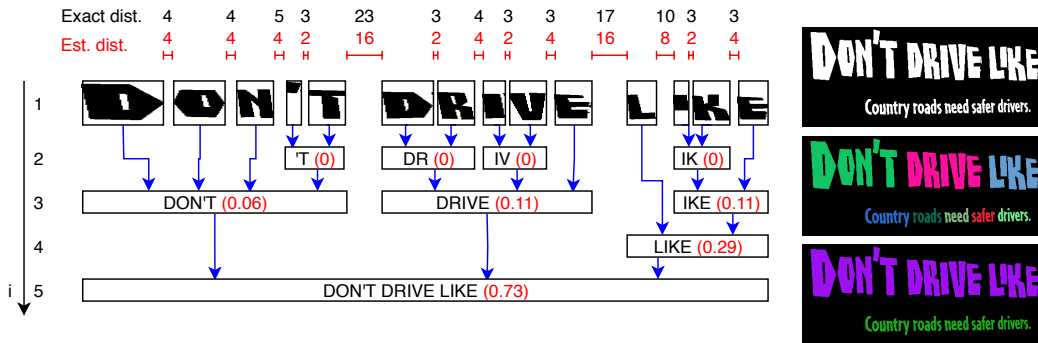 Exact dist. 4 4 5 3 23 3 4 3 4 17 10 3 3
Est. dist. 4 4 4 2 16 2 4 2 4 16 8 2 4
1 D O N ' T D R I V E L I K E
2 'T (0) DR (0) IV (0) IK (0)
3 DON'T (0.06) DRIVE (0.11) IKE (0.11)
4 LIKE (0.29)
i 5 DON'T DRIVE LIKE (0.73)
DON'T DRIVE LIKE
Country roads need safer drivers.
DON'T DRIVE LIKE
Country roads need safer drivers.
DON'T DRIVE LIKE
Country roads need safer drivers.